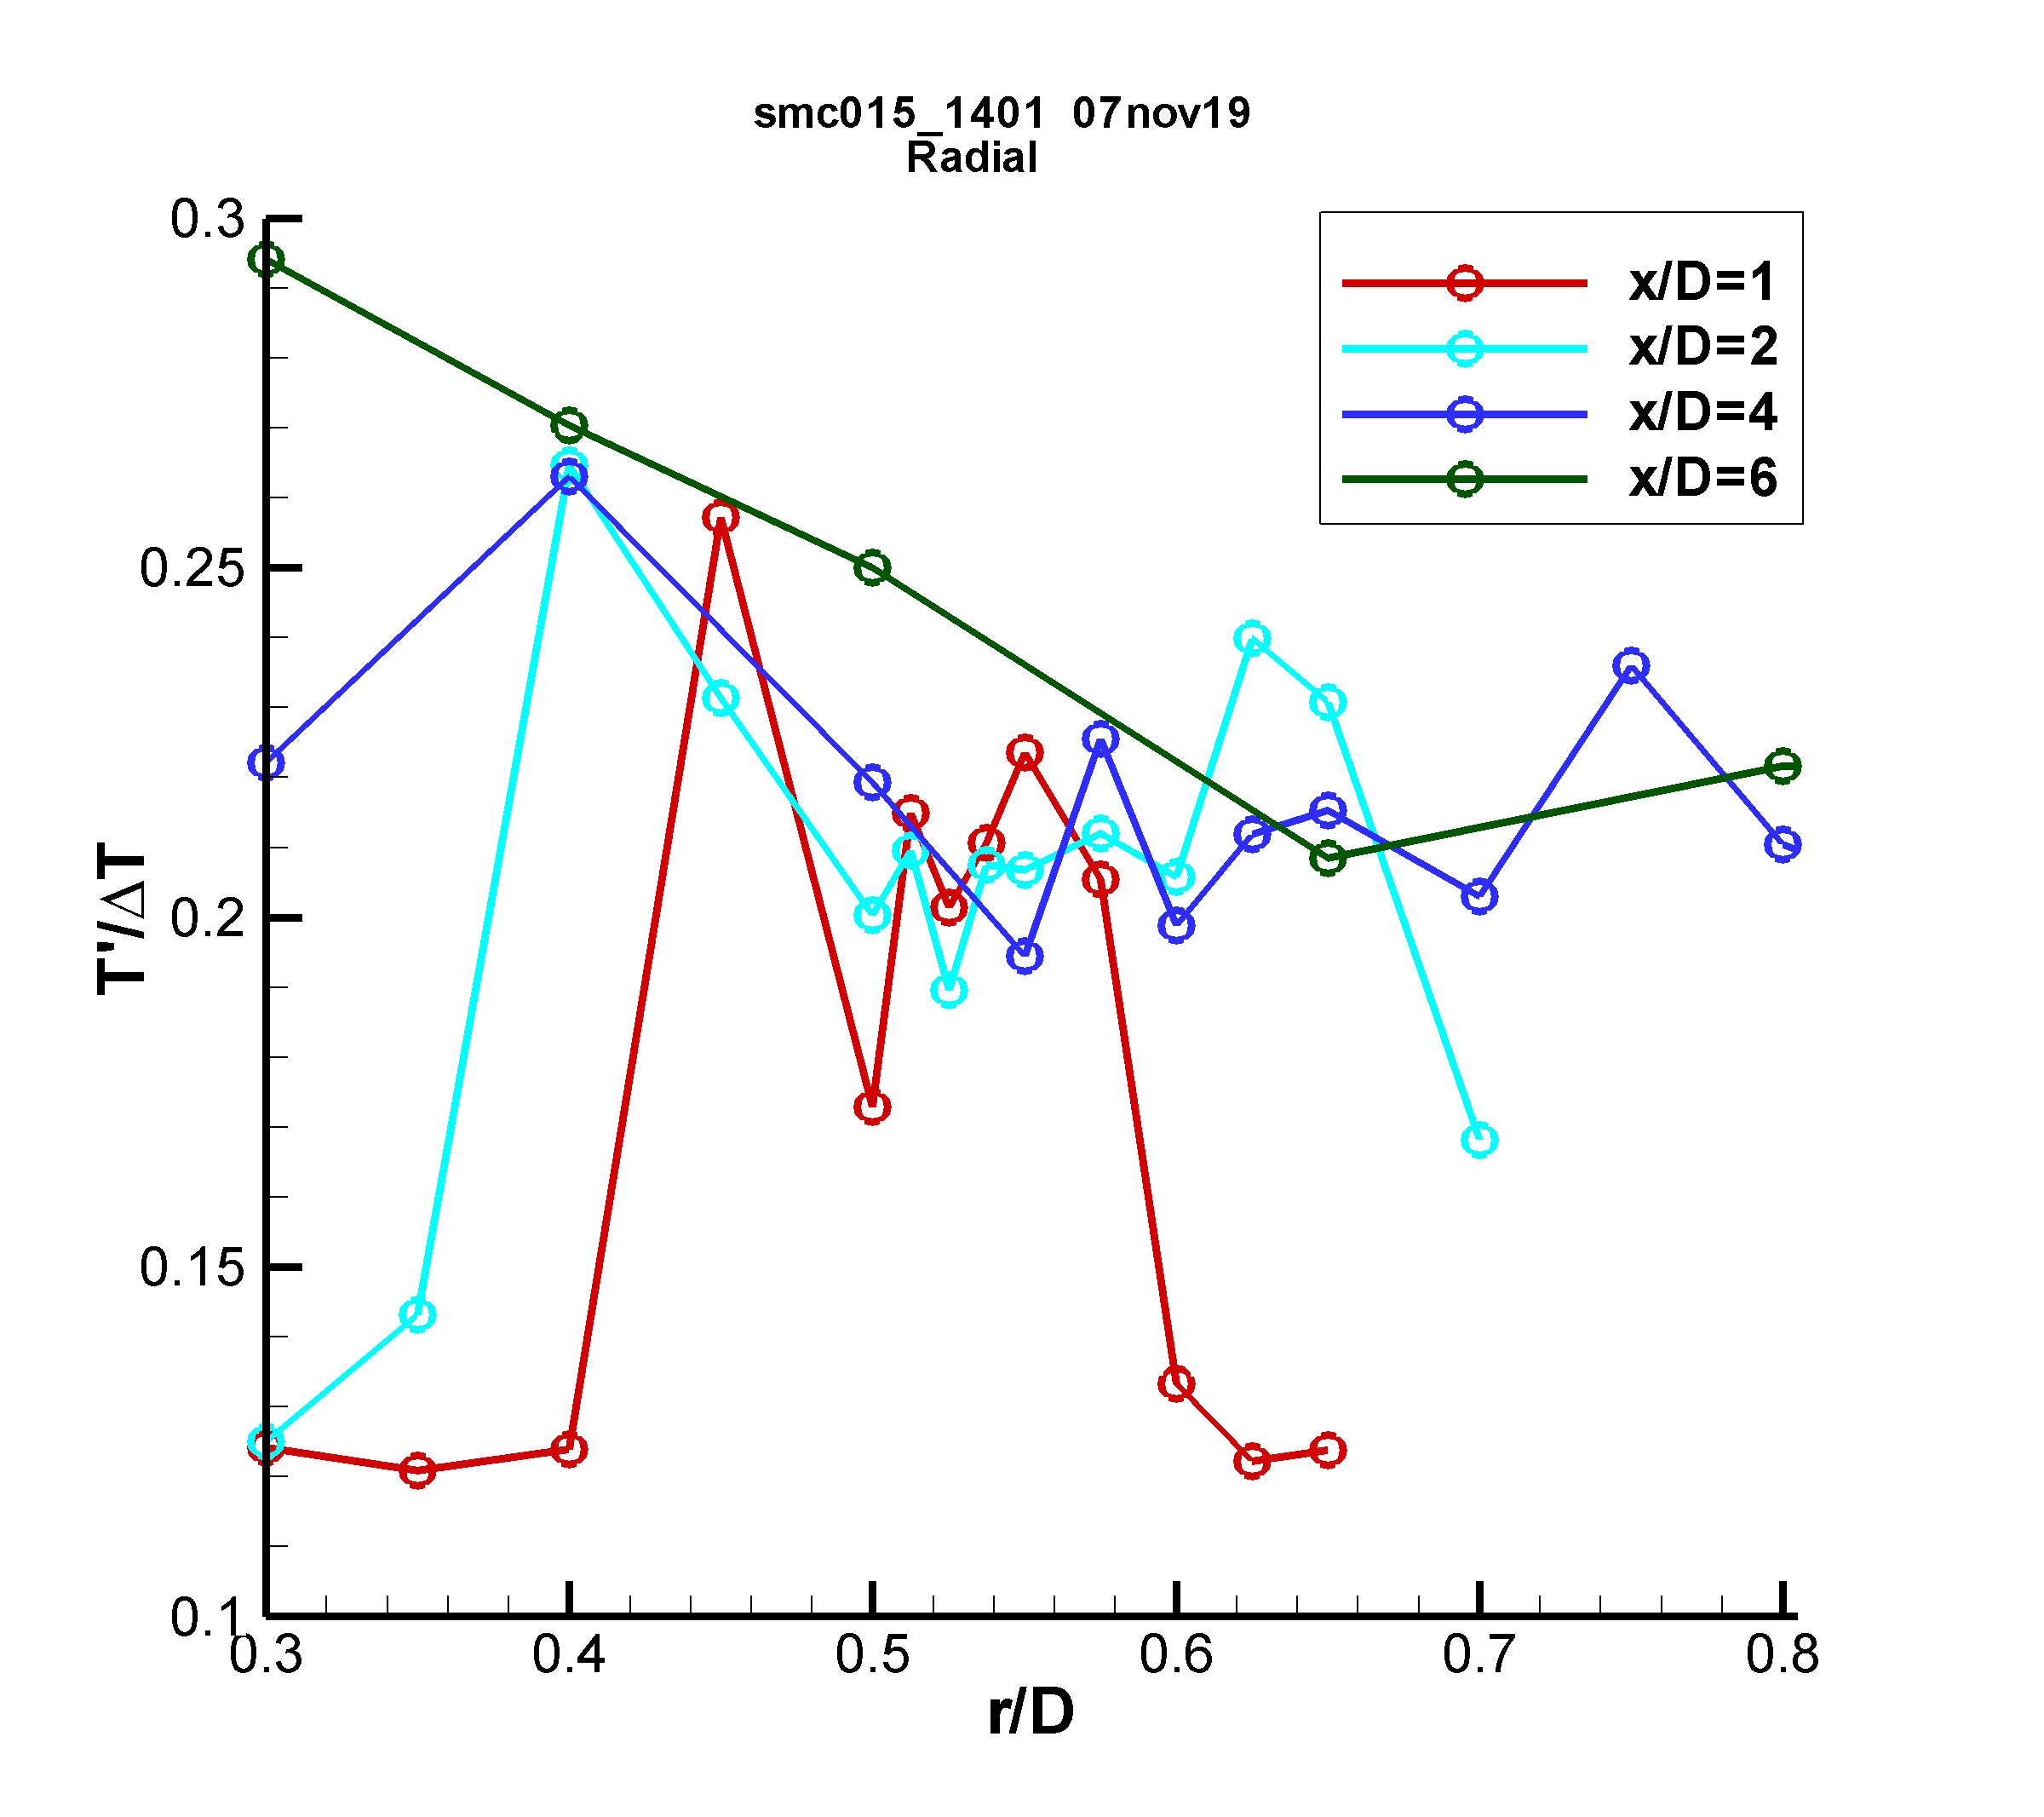 smc015_1401 07nov19
Radial
x/D=1
x/D=2
x/D=4
x/D=6
0.3
0.25
0.2
0.15
0.1
T'/ΔT
0.3 0.4 0.5 0.6 0.7 0.8
r/D